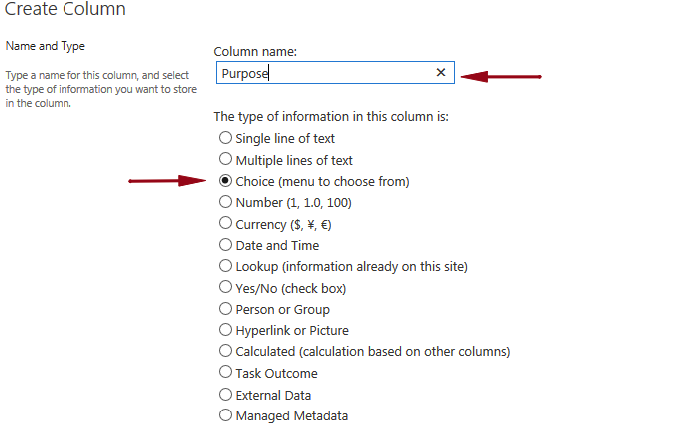 Create Column
Name and Type
Type a name for this column, and select
the type of information you want to store
in the column.
Column name:
Purpose
The type of information in this column is:
Single line of text
Multiple lines of text
Choice (menu to choose from)
Number (1, 1.0, 100)
Currency ($, ¥, €)
Date and Time
Lookup (information already on this site)
Yes/No (check box)
Person or Group
Hyperlink or Picture
Calculated (calculation based on other columns)
Task Outcome
External Data
Managed Metadata